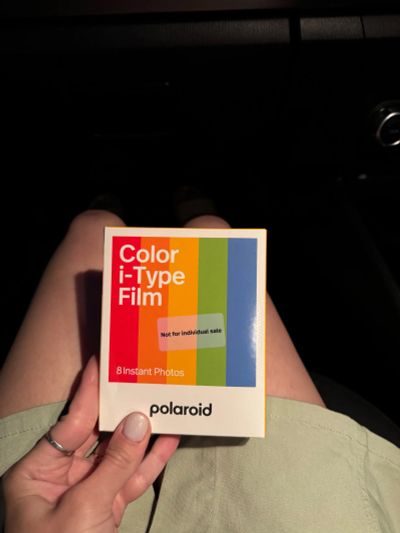 Color
i-Type
Film
Not for individual sale
8 Instant Photos
polaroid